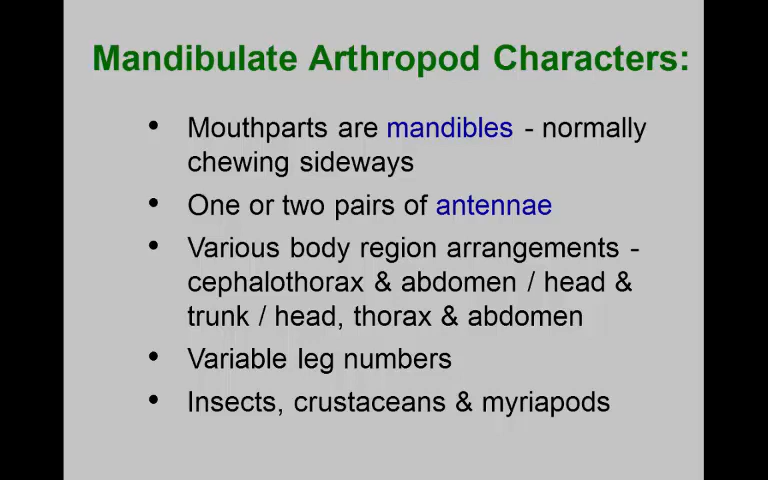 Mandibulate Arthropod Characters:
• Mouthparts are mandibles - normally
chewing sideways
• One or two pairs of antennae
• Various body region arrangements -
cephalothorax & abdomen / head &
trunk / head, thorax & abdomen
• Variable leg numbers
• Insects, crustaceans & myriapods